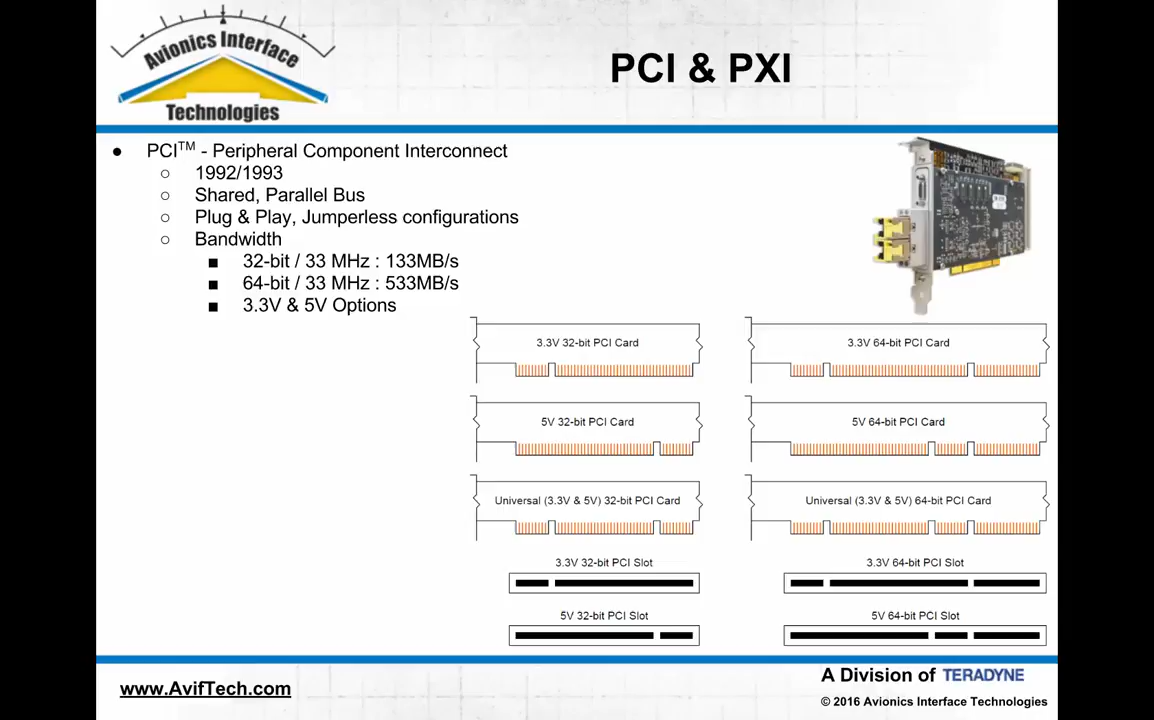 Avionics Interface
Technologies
PCI & PXI
● PCI™ - Peripheral Component Interconnect
○ 1992/1993
○ Shared, Parallel Bus
○ Plug & Play, Jumperless configurations
○ Bandwidth
■ 32-bit / 33 MHz : 133MB/s
■ 64-bit / 33 MHz : 533MB/s
■ 3.3V & 5V Options
3.3V 32-bit PCI Card
3.3V 64-bit PCI Card
5V 32-bit PCI Card
5V 64-bit PCI Card
Universal (3.3V & 5V) 32-bit PCI Card
Universal (3.3V & 5V) 64-bit PCI Card
3.3V 32-bit PCI Slot
3.3V 64-bit PCI Slot
5V 32-bit PCI Slot
5V 64-bit PCI Slot
www.AvifTech.com
A Division of TERADYNE
© 2016 Avionics Interface Technologies